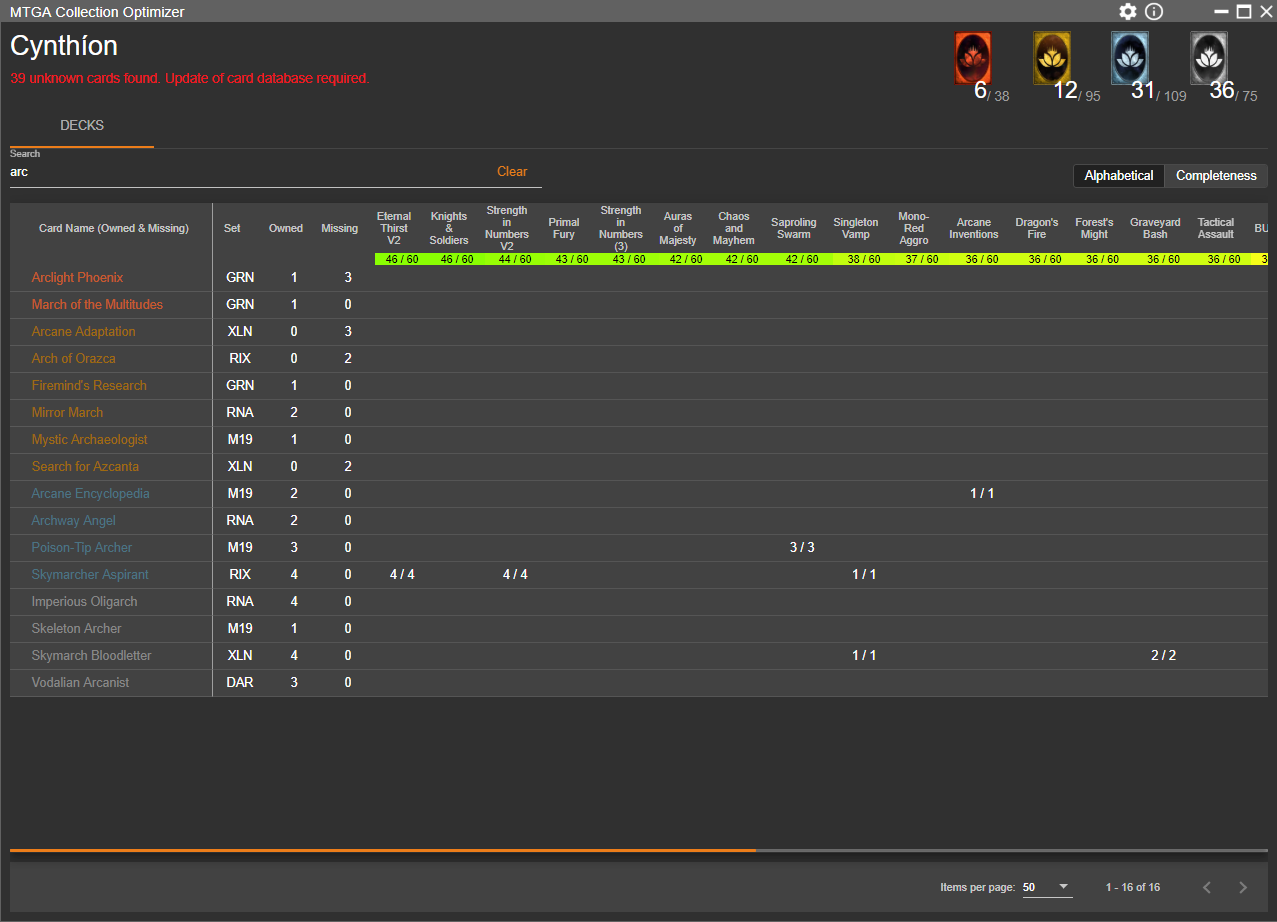 MTGA Collection Optimizer
Cynthíon
39 unknown cards found. Update of card database required.
6 / 38 12 / 95 31 / 109 36 / 75
DECKS
Search
arc Clear
Alphabetical Completeness
Card Name (Owned & Missing) Set Owned Missing Eternal Thirst V2 Knights & Soldiers Strength in Numbers V2 Primal Fury Strength in Numbers (3) Auras of Majesty Chaos and Mayhem Saproling Swarm Singleton Vamp Mono-Red Aggro Arcane Inventions Dragon's Fire Forest's Might Graveyard Bash Tactical Assault BU
46 / 60 46 / 60 44 / 60 43 / 60 43 / 60 42 / 60 42 / 60 42 / 60 38 / 60 37 / 60 36 / 60 36 / 60 36 / 60 36 / 60 36 / 60 3
Arclight Phoenix GRN 1 3
March of the Multitudes GRN 1 0
Arcane Adaptation XLN 0 3
Arch of Orazca RIX 0 2
Firemind's Research GRN 1 0
Mirror March RNA 2 0
Mystic Archaeologist M19 1 0
Search for Azcanta XLN 0 2
Arcane Encyclopedia M19 2 0 1 / 1
Archway Angel RNA 2 0
Poison-Tip Archer M19 3 0 3 / 3
Skymarcher Aspirant RIX 4 0 4 / 4 4 / 4 1 / 1
Imperious Oligarch RNA 4 0
Skeleton Archer M19 1 0
Skymarch Bloodletter XLN 4 0 1 / 1 2 / 2
Vodalian Arcanist DAR 3 0
Items per page: 50 1 - 16 of 16